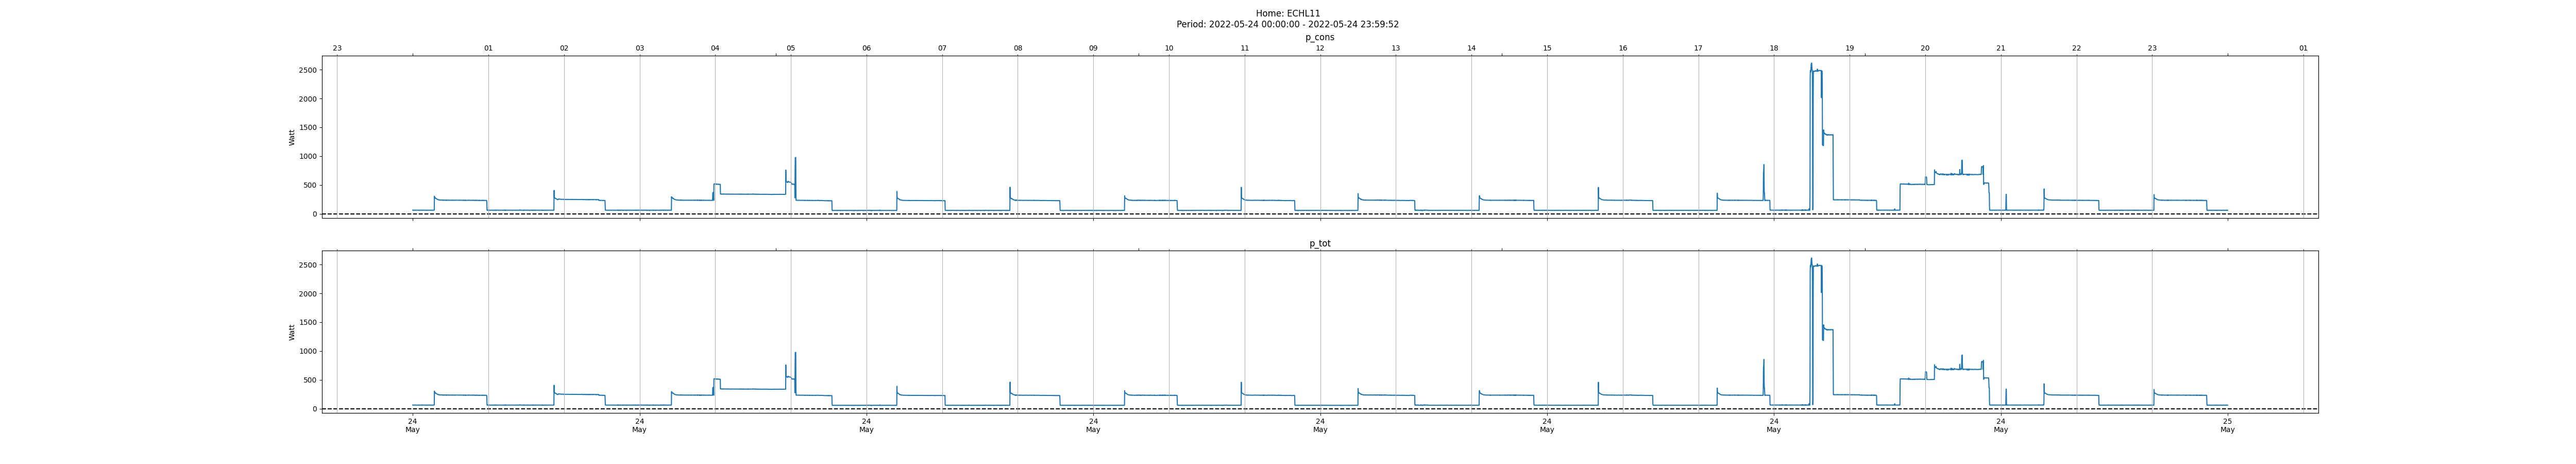 Home: ECHL11
Period: 2022-05-24 00:00:00 - 2022-05-24 23:59:52
p_cons
23 01 02 03 04 05 06 07 08 09 10 11 12 13 14 15 16 17 18 19 20 21 22 23 01
2500
2000
1500
1000
500
0
Watt
p_tot
2500
2000
1500
1000
500
0
Watt
24 24 24 24 24 24 24 24 25
May May May May May May May May May